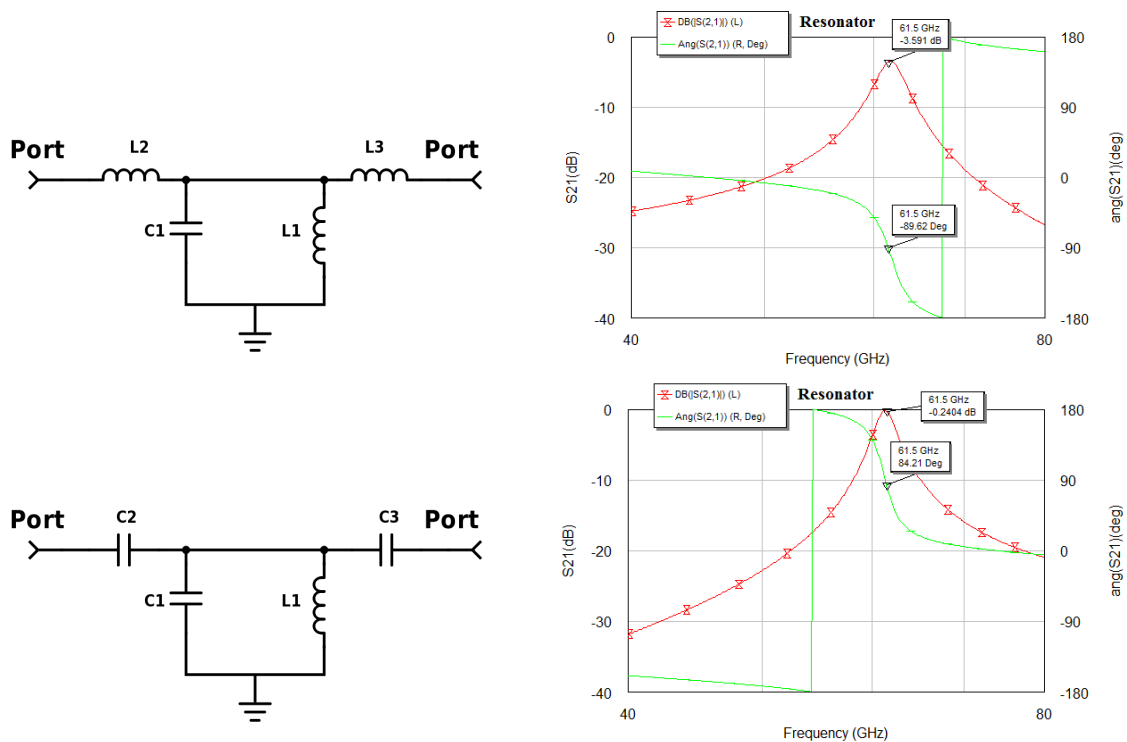 Port
L2
L3
Port
C1
L1
DB(|S(2,1)|) (L)
Ang(S(2,1)) (R, Deg)
Resonator
61.5 GHz
-3.591 dB
61.5 GHz
-89.62 Deg
0
-10
-20
-30
-40
S21(dB)
180
90
0
-90
-180
ang(S21)(deg)
40
80
Frequency (GHz)
Port
C2
C3
Port
C1
L1
DB(|S(2,1)|) (L)
Ang(S(2,1)) (R, Deg)
Resonator
61.5 GHz
-0.2404 dB
61.5 GHz
84.21 Deg
0
-10
-20
-30
-40
S21(dB)
180
90
0
-90
-180
ang(S21)(deg)
40
80
Frequency (GHz)